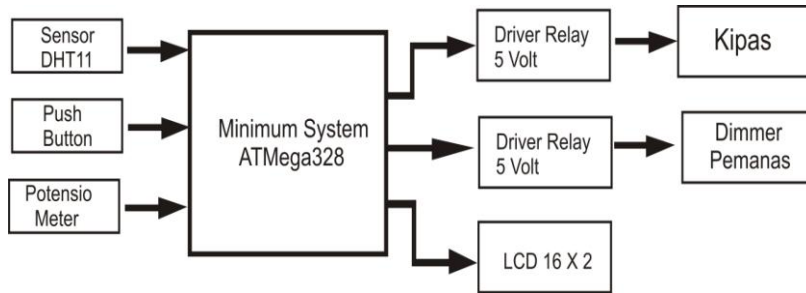 Sensor
DHT11
Push
Button
Potensio
Meter
Minimum System
ATMega328
Driver Relay
5 Volt
Kipas
Driver Relay
5 Volt
Dimmer
Pemanas
LCD 16 X 2